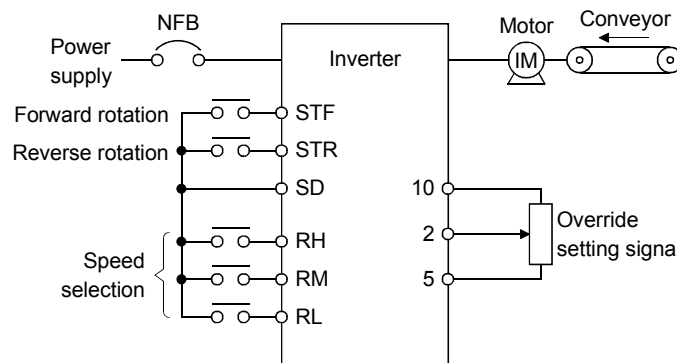 NFB
Power
supply
Inverter
Motor
IM
Conveyor
Forward rotation
STF
Reverse rotation
STR
SD
10
Speed
selection
RH
2
Override
setting signa
RM
5
RL